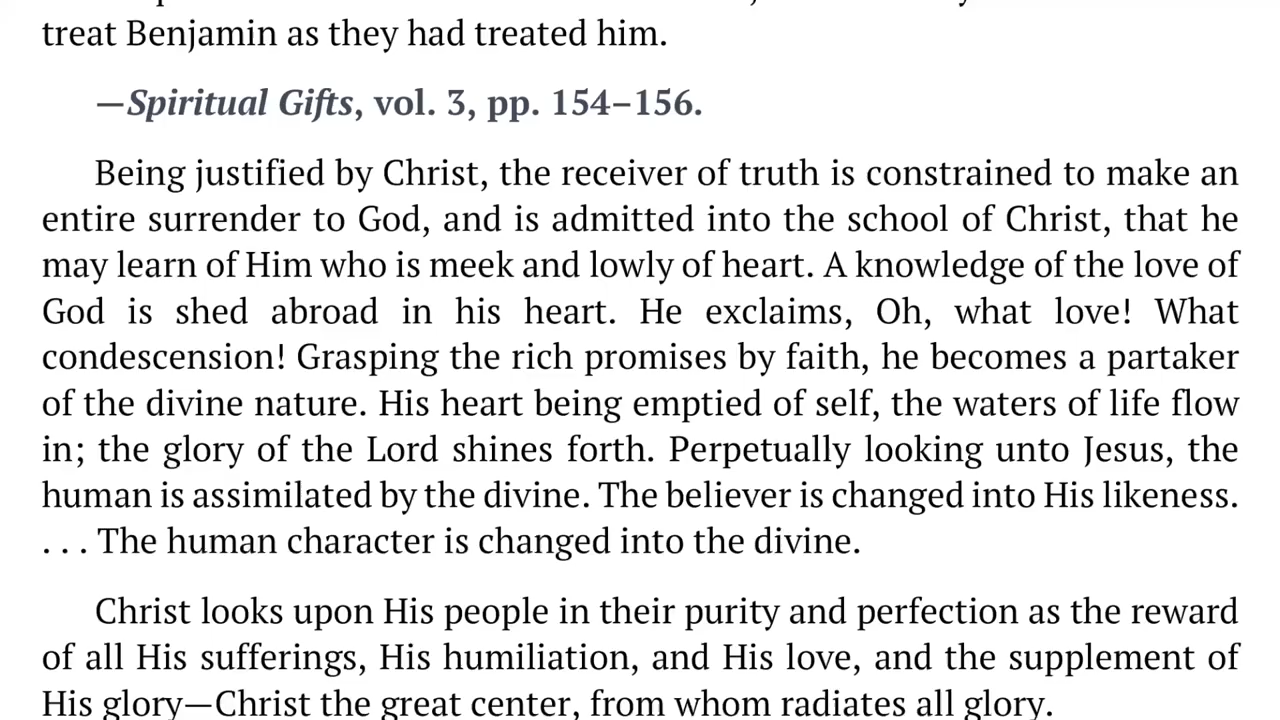 treat Benjamin as they had treated him.
—Spiritual Gifts, vol. 3, pp. 154–156.
Being justified by Christ, the receiver of truth is constrained to make an
entire surrender to God, and is admitted into the school of Christ, that he
may learn of Him who is meek and lowly of heart. A knowledge of the love of
God is shed abroad in his heart. He exclaims, Oh, what love! What
condescension! Grasping the rich promises by faith, he becomes a partaker
of the divine nature. His heart being emptied of self, the waters of life flow
in; the glory of the Lord shines forth. Perpetually looking unto Jesus, the
human is assimilated by the divine. The believer is changed into His likeness.
. . . The human character is changed into the divine.
Christ looks upon His people in their purity and perfection as the reward
of all His sufferings, His humiliation, and His love, and the supplement of
His glory—Christ the great center, from whom radiates all glory.